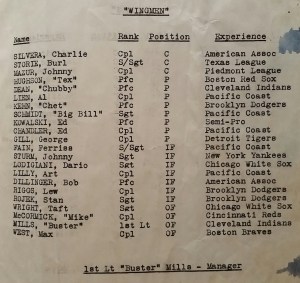 "WINGMEN"
Name Rank Position Experience
SILVERA, Charlie Cpl C American Assoc
STORIE, Burl S/Sgt C Texas League
MAZUR, Johnny Cpl C Piedmont League
HUGHSON, "Tex" Pfc P Boston Red Sox
DEAN, "Chubby" Pfc P Cleveland Indians
LIEN, Al Cpl P Pacific Coast
KEHN, "Chet" Pfc P Brooklyn Dodgers
SCHMIDT, "Big Bill" Sgt P Pacific Coast
KOWALSKI, Ed Pfc P Semi-Pro
CHANDLER, Ed Cpl P Pacific Coast
GILL, George Cpl P Detroit Tigers
FAIN, Ferriss S/Sgt IF Pacific Coast
STURM, Johnny Sgt IF New York Yankees
LODIGIANI, Dario Sgt IF Chicago White Sox
LILLY, Art Cpl IF Pacific Coast
DILLINGER, Bob Pfc IF American Assoc
RIGGS, Lew Cpl IF Brooklyn Dodgers
ROJEK, Stan Sgt IF Brooklyn Dodgers
WRIGHT, Taft Sgt OF Chicago White Sox
McCORMICK, "Mike" Cpl OF Cincinnati Reds
MILLS, "Buster" 1st Lt OF Cleveland Indians
WEST, Max Cpl OF Boston Braves
1st Lt "Buster" Mills - Manager